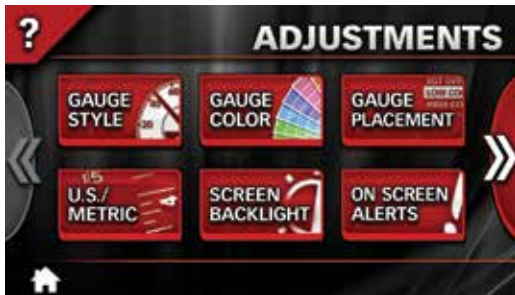 ?
ADJUSTMENTS
GAUGE
STYLE
GAUGE
COLOR
GAUGE
PLACEMENT
U.S./
METRIC
SCREEN
BACKLIGHT
ON SCREEN
ALERTS